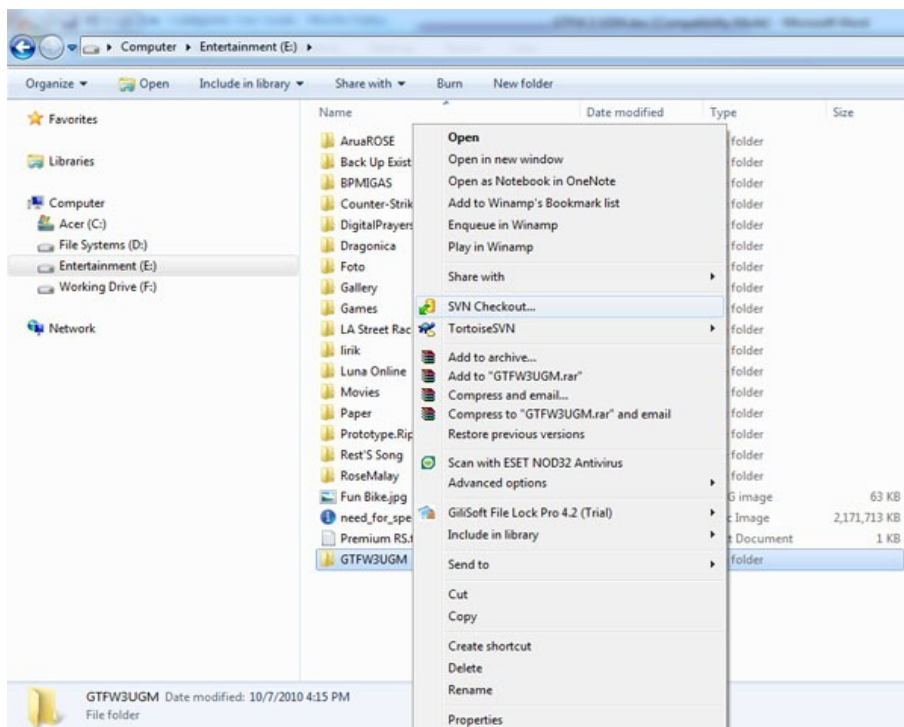 Computer
Entertainment (E:)
Organize
Open
Include in library
Share with
Burn
New folder
Favorites
Libraries
Computer
Acer (C:)
File Systems (D:)
Entertainment (E:)
Working Drive (F:)
Network
Name
Date modified
Type
Size
AruaROSE
folder
Back Up Exist
folder
BPMIGAS
folder
Counter-Strik
folder
DigitalPrayers
folder
Dragonica
folder
Foto
folder
Gallery
folder
Games
folder
LA Street Rac
folder
lirik
folder
Luna Online
folder
Movies
folder
Paper
folder
Prototype.Rip
folder
Rest'S Song
folder
RoseMalay
folder
Fun Bike.jpg
G image
63 KB
need_for_spe
c Image
2,171,713 KB
Premium RS.t
t Document
1 KB
GTFW3UGM
folder
Open
Open in new window
Open as Notebook in OneNote
Add to Winamp's Bookmark list
Enqueue in Winamp
Play in Winamp
Share with
SVN Checkout...
TortoiseSVN
Add to archive...
Add to "GTFW3UGM.rar"
Compress and email...
Compress to "GTFW3UGM.rar" and email
Restore previous versions
Scan with ESET NOD32 Antivirus
Advanced options
GiliSoft File Lock Pro 4.2 (Trial)
Include in library
Send to
Cut
Copy
Create shortcut
Delete
Rename
Properties
GTFW3UGM Date modified: 10/7/2010 4:15 PM
File folder